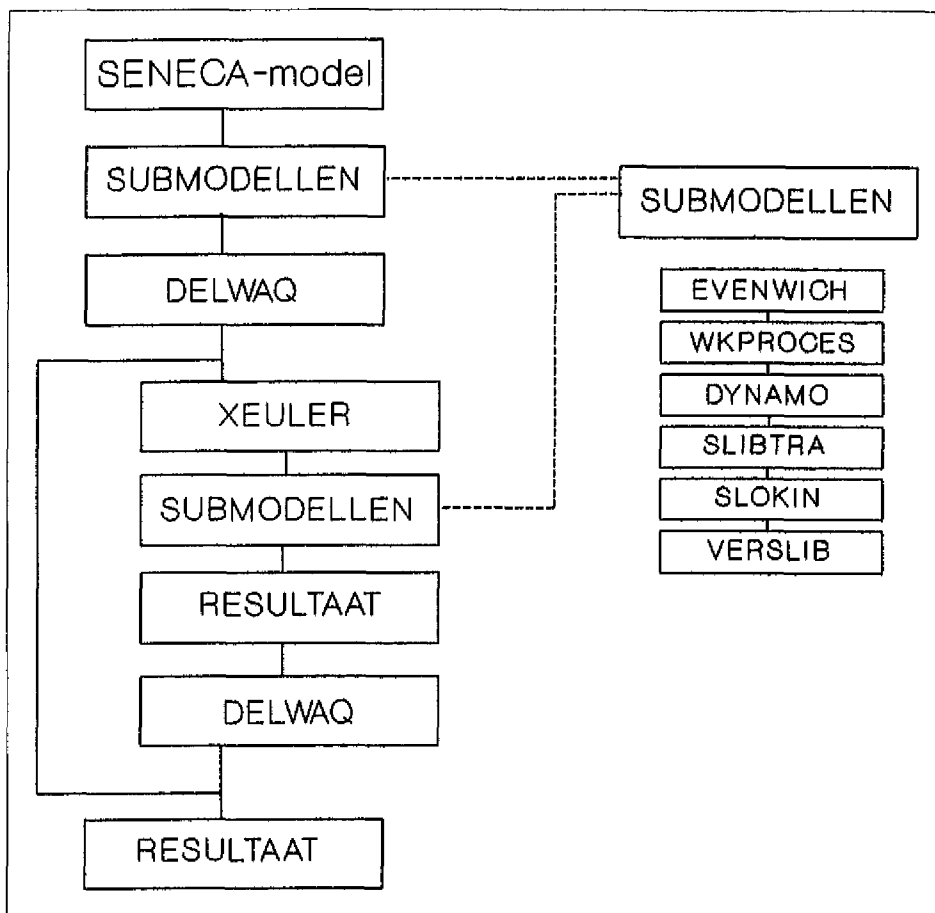 SENECA-model
SUBMODELLEN
DELWAQ
XEULER
SUBMODELLEN
RESULTAAT
DELWAQ
RESULTAAT
SUBMODELLEN
EVENWICH
WKPROCES
DYNAMO
SLIBTRA
SLOKIN
VERSLIB